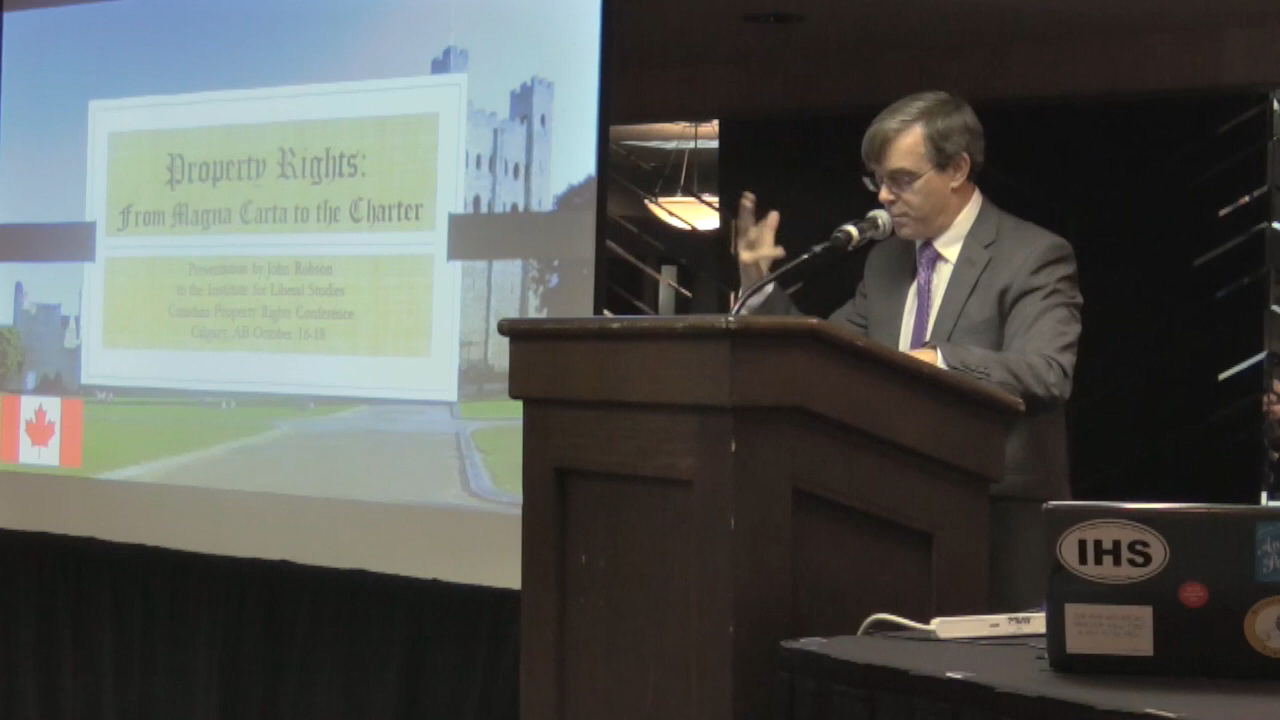 Property Rights:
From Magna Carta to the Charter
Presentation by John Robson
to the Institute for Liberal Studies
Canadian Property Rights Conference
Calgary, AB October 16-18
IHS